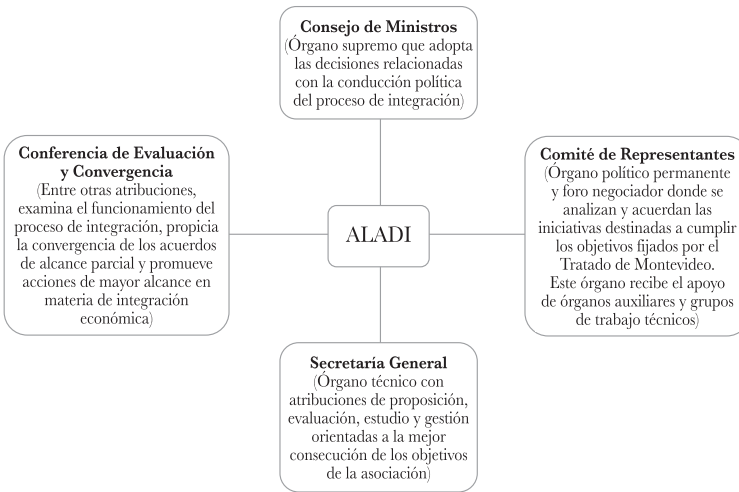 Consejo de Ministros
(Órgano supremo que adopta
las decisiones relacionadas
con la conducción política
del proceso de integración)
Conferencia de Evaluación
y Convergencia
(Entre otras atribuciones,
examina el funcionamiento del
proceso de integración, propicia
la convergencia de los acuerdos
de alcance parcial y promueve
acciones de mayor alcance en
materia de integración
económica)
ALADI
Comité de Representantes
(Órgano político permanente
y foro negociador donde se
analizan y acuerdan las
iniciativas destinadas a cumplir
los objetivos fijados por el
Tratado de Montevideo.
Este órgano recibe el apoyo
de órganos auxiliares y grupos
de trabajo técnicos)
Secretaría General
(Órgano técnico con
atribuciones de proposición,
evaluación, estudio y gestión
orientadas a la mejor
consecución de los objetivos
de la asociación)